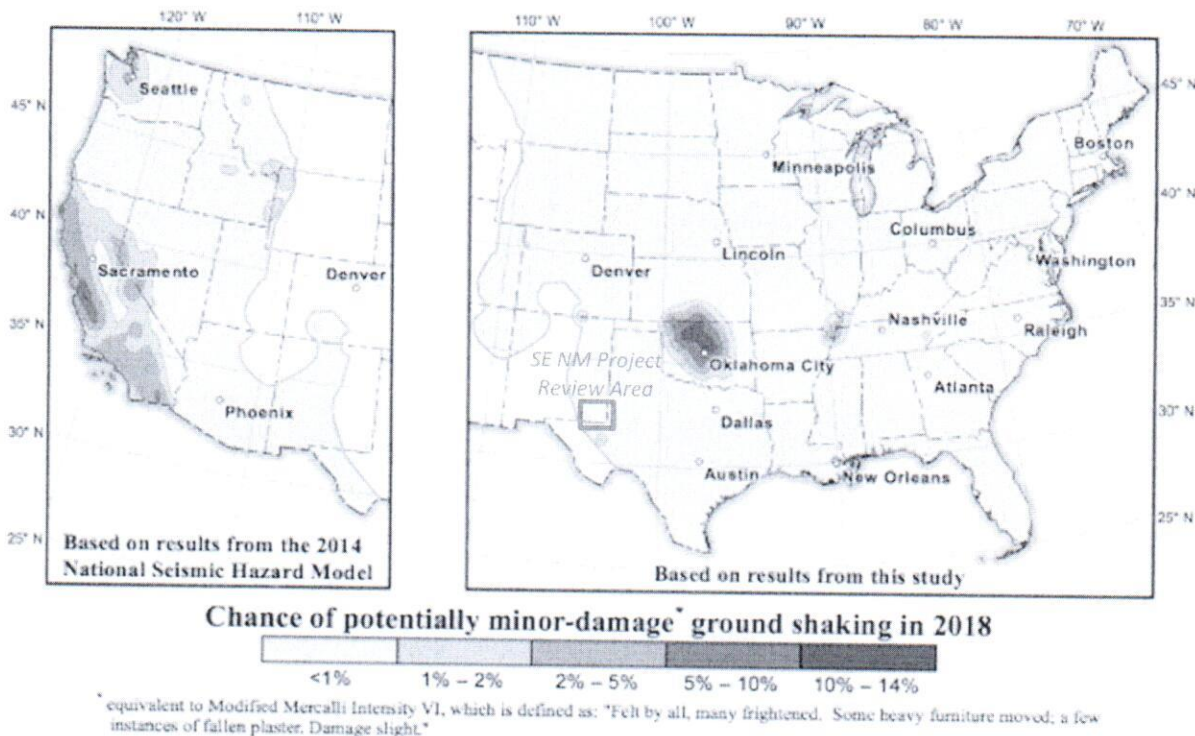 120° W 110° W
110° W 100° W 90° W 80° W 70° W
45° N
40° N
35° N
30° N
25° N
Seattle
Sacramento
Denver
Phoenix
Based on results from the 2014
National Seismic Hazard Model
Minneapolis
Boston
Columbus
Lincoln
Denver
Washington
Nashville
Raleigh
Oklahoma City
SE NM Project
Review Area
Atlanta
Dallas
Austin
New Orleans
45° N
40° N
35° N
30° N
25° N
Based on results from this study
Chance of potentially minor-damage* ground shaking in 2018
<1% 1% – 2% 2% – 5% 5% – 10% 10% – 14%
*equivalent to Modified Mercalli Intensity VI, which is defined as: "Felt by all, many frightened. Some heavy furniture moved; a few
instances of fallen plaster. Damage slight."